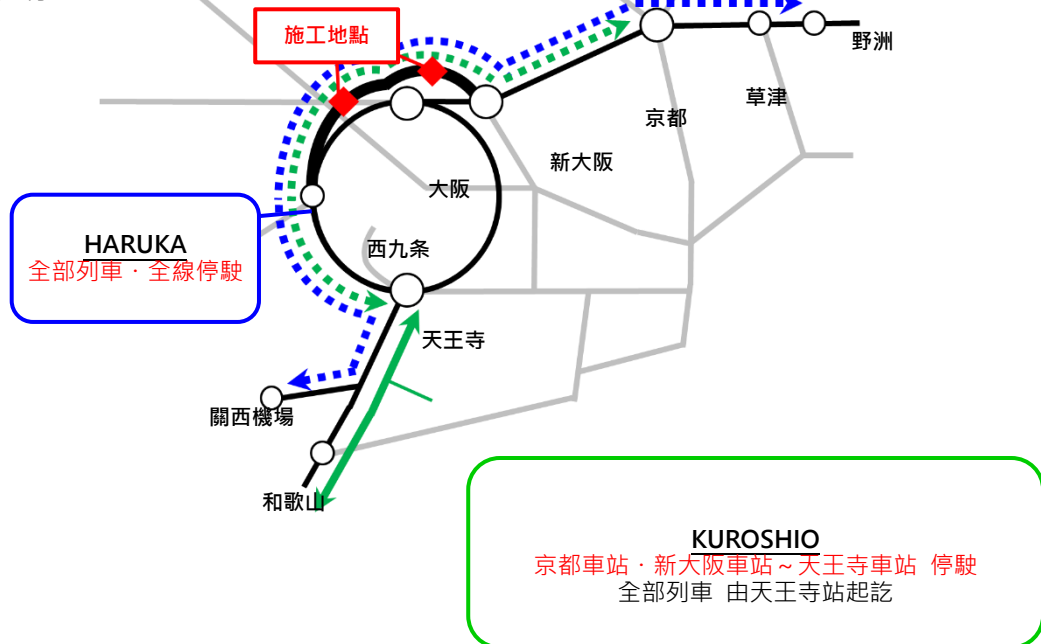 施工地點
野洲
草津
京都
新大阪
大阪
HARUKA
全部列車・全線停駛
西九条
天王寺
關西機場
和歌山
KUROSHIO
京都車站・新大阪車站～天王寺車站 停駛
全部列車 由天王寺站起訖